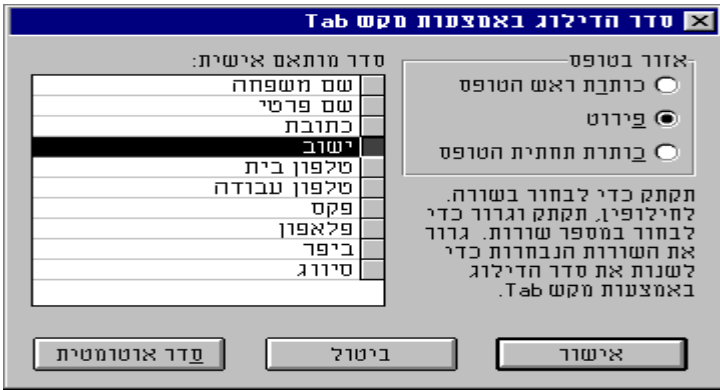 סדר הדילוג באמצעות מקש Tab
אזור בטופס
כותרת ראש הטופס
פירוט
כותרת תחתית הטופס
תקתק כדי לבחור בשורה.
לחילופין, תקתק וגרור כדי
לבחור במספר שורות. גרור
את השורות הנבחרות כדי
לשנות את סדר הדילוג
באמצעות מקש Tab.
סדר מותאם אישית:
שם משפחה
שם פרטי
כתובת
ישוב
טלפון בית
טלפון עבודה
פקס
פלאפון
ביפר
סיווג
אישור
ביטול
סדר אוטומטית